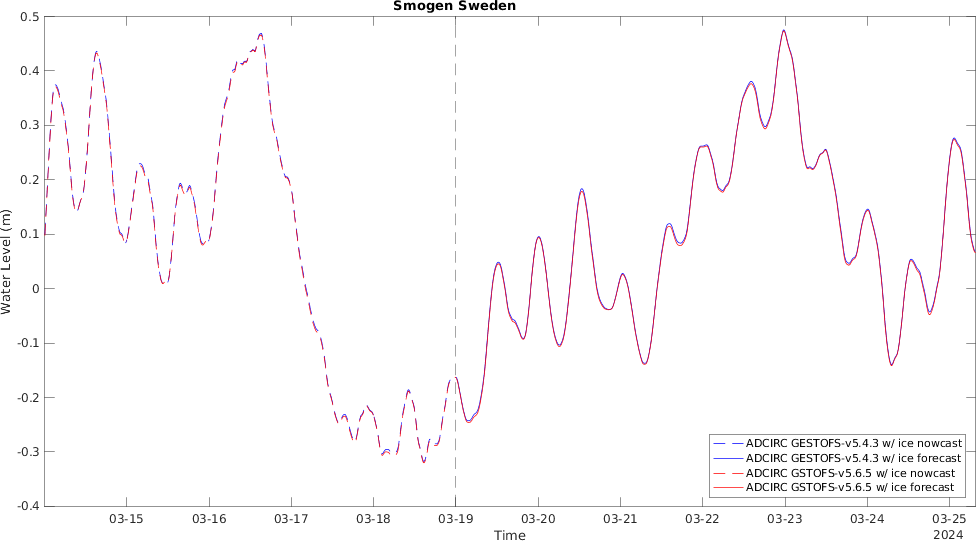 Smogen Sweden
0.5
0.4
0.3
0.2
0.1
0
-0.1
-0.2
-0.3
-0.4
Water Level (m)
03-15 03-16 03-17 03-18 03-19 03-20 03-21 03-22 03-23 03-24 03-25
2024
Time
ADCIRC GESTOFS-v5.4.3 w/ ice nowcast
ADCIRC GESTOFS-v5.4.3 w/ ice forecast
ADCIRC GSTOFS-v5.6.5 w/ ice nowcast
ADCIRC GSTOFS-v5.6.5 w/ ice forecast